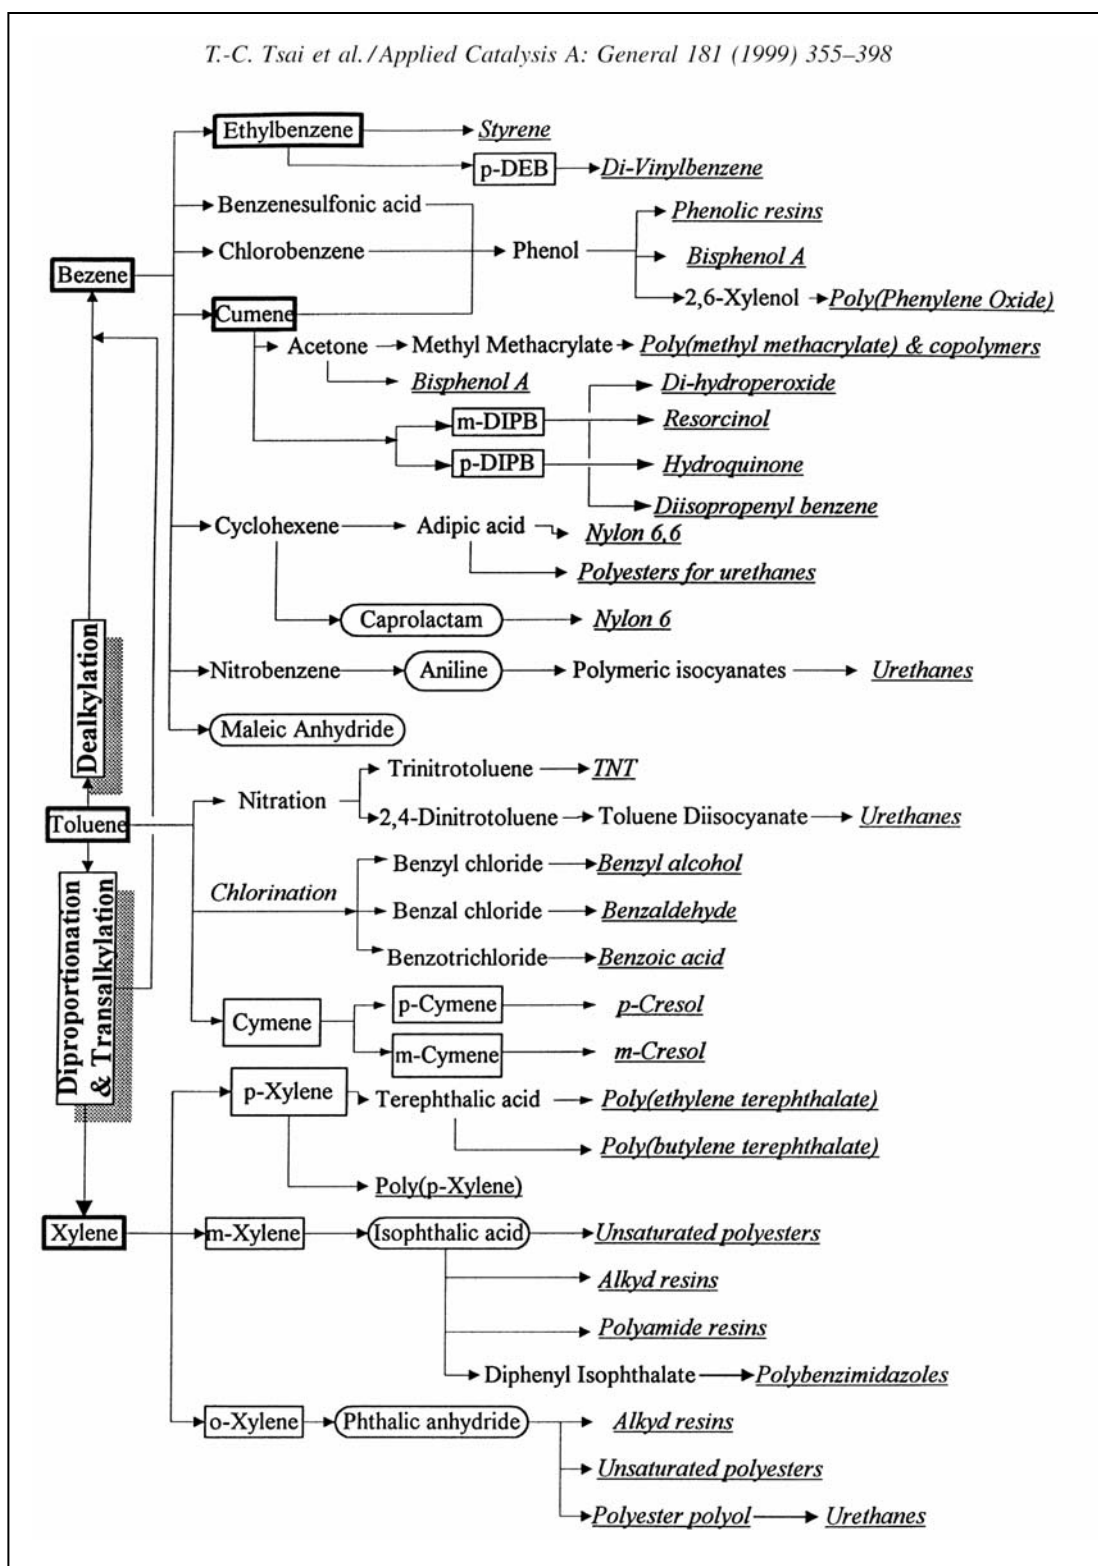 T.-C. Tsai et al. / Applied Catalysis A: General 181 (1999) 355–398
Ethylbenzene Styrene
p-DEB Di-Vinylbenzene
Benzenesulfonic acid Phenolic resins
Chlorobenzene Phenol Bisphenol A
Bezene
2,6-Xylenol Poly(Phenylene Oxide)
Cumene
Acetone Methyl Methacrylate Poly(methyl methacrylate) & copolymers
Bisphenol A Di-hydroperoxide
m-DIPB Resorcinol
p-DIPB Hydroquinone
Diisopropenyl benzene
Cyclohexene Adipic acid Nylon 6,6
Polyesters for urethanes
Caprolactam Nylon 6
Dealkylation
Nitrobenzene Aniline Polymeric isocyanates Urethanes
Maleic Anhydride
Trinitrotoluene TNT
Nitration
Toluene 2,4-Dinitrotoluene Toluene Diisocyanate Urethanes
Benzyl chloride Benzyl alcohol
Chlorination
Benzal chloride Benzaldehyde
Benzotrichloride Benzoic acid
Diproportionation
& Transalkylation
p-Cymene p-Cresol
Cymene
m-Cymene m-Cresol
p-Xylene Terephthalic acid Poly(ethylene terephthalate)
Poly(butylene terephthalate)
Poly(p-Xylene)
Xylene m-Xylene Isophthalic acid Unsaturated polyesters
Alkyd resins
Polyamide resins
Diphenyl Isophthalate Polybenzimidazoles
o-Xylene Phthalic anhydride Alkyd resins
Unsaturated polyesters
Polyester polyol Urethanes